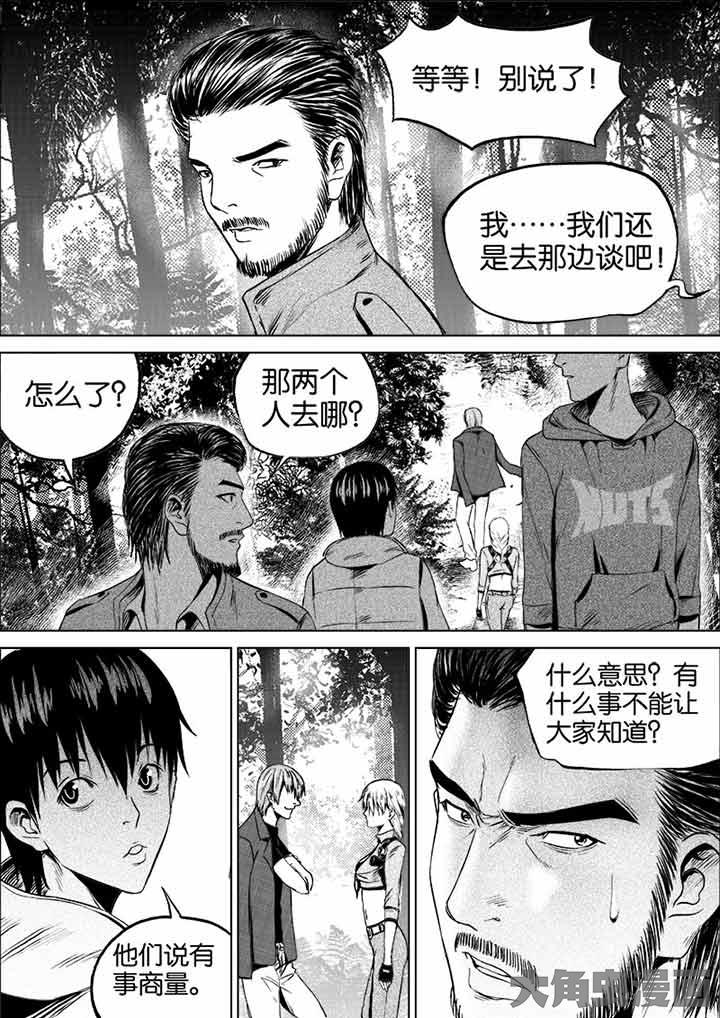 等等！别说了！
我……我们还
是去那边谈吧！
怎么了？
那两个
人去哪？
NUTS
什么意思？有
什么事不能让
大家知道？
他们说有
事商量。
大角虫漫画